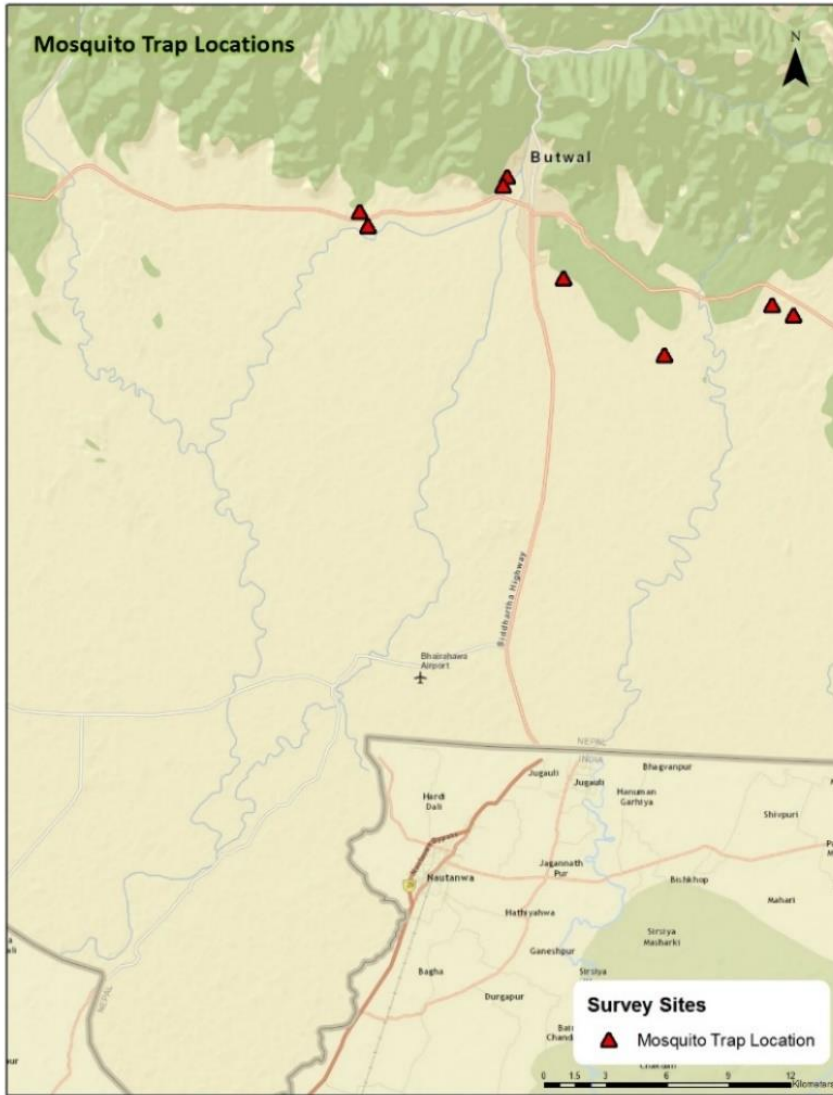 Mosquito Trap Locations
N
Butwal
Siddhartha Highway
Bhairahawa
Airport
NEPAL
INDIA
Jugauli
Jugauli
Bhagvanpur
Hardi
Dali
Hanuman
Garhiya
Shivpuri
Nautanwa
Jagannath
Pur
Bishkhop
Mahari
Hathyahwa
Sirsiya
Masharki
Ganeshpur
Bagha
Sirsiya
NEPAL
Durgapur
Survey Sites
Mosquito Trap Location
0 1.5 3 6 9 12
Kilometers